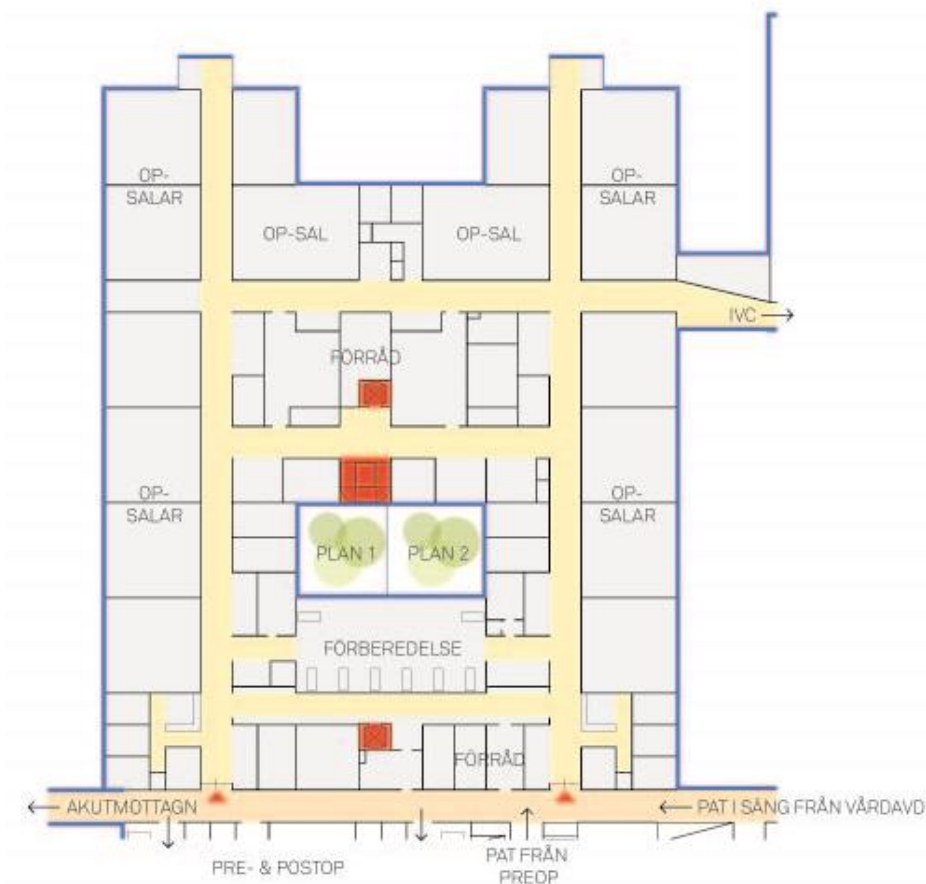 OP-
SALAR
OP-
SALAR
OP-SAL
OP-SAL
IVC
FÖRRÅD
OP-
SALAR
OP-
SALAR
PLAN 1
PLAN 2
FÖRBEREDELSE
FÖRRÅD
AKUTMOTTAGN
PAT I SÄNG FRÅN VÅRDAVD
PRE- & POSTOP
PAT FRÅN
PREOP